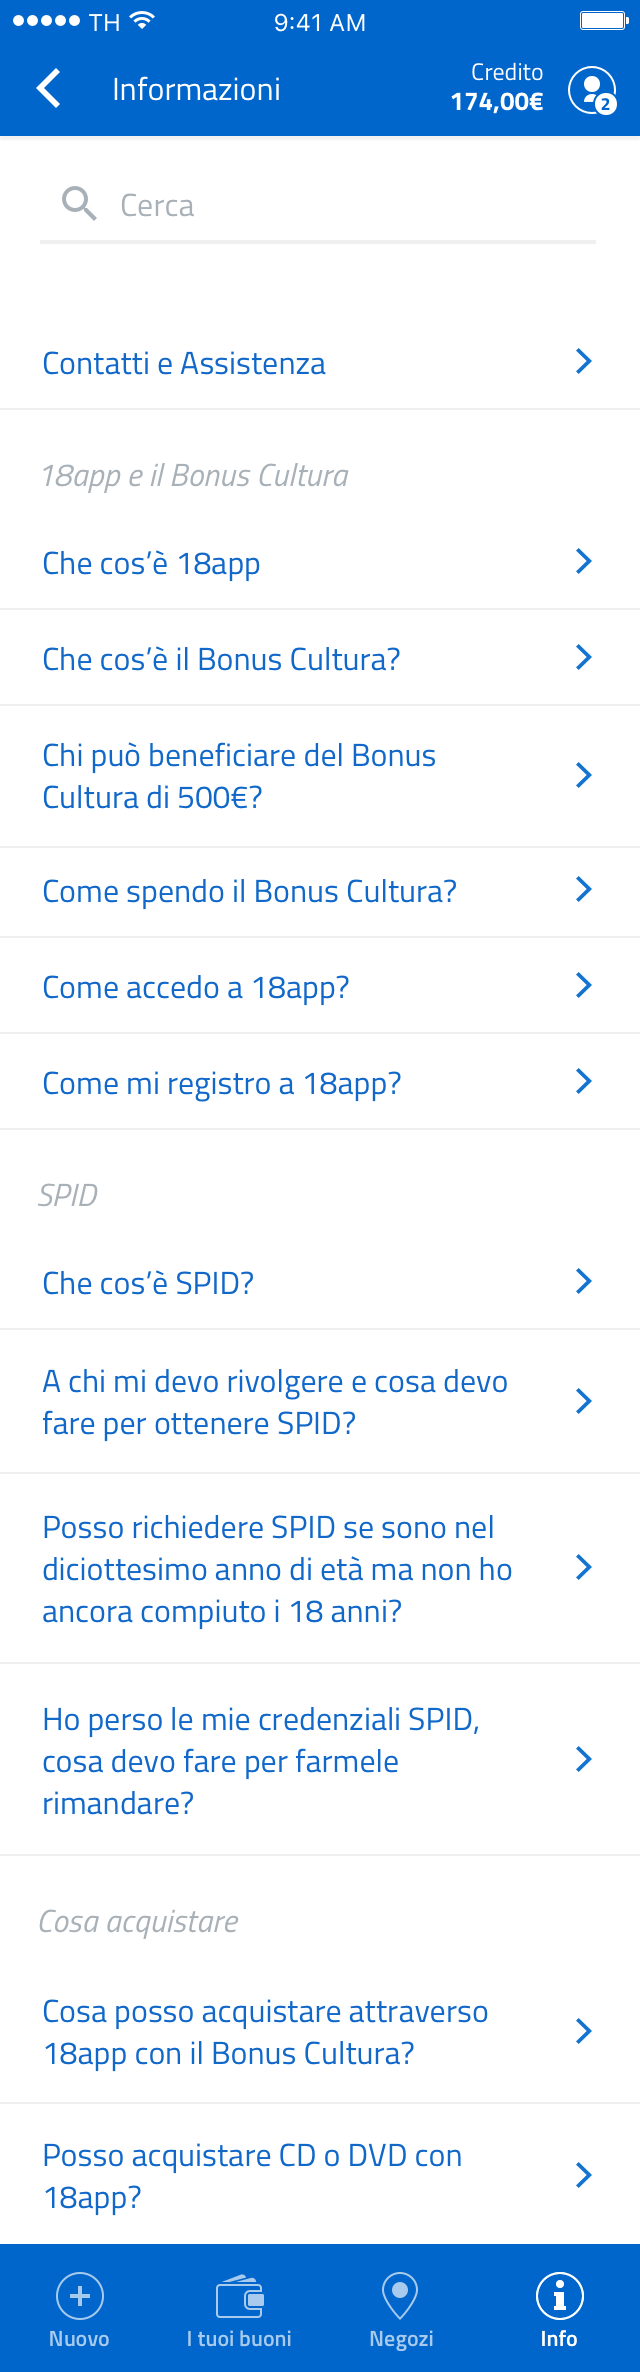 TH 9:41 AM
Informazioni
Credito
174,00€
2
Cerca
Contatti e Assistenza
18app e il Bonus Cultura
Che cos’è 18app
Che cos’è il Bonus Cultura?
Chi può beneficiare del Bonus
Cultura di 500€?
Come spendo il Bonus Cultura?
Come accedo a 18app?
Come mi registro a 18app?
SPID
Che cos’è SPID?
A chi mi devo rivolgere e cosa devo
fare per ottenere SPID?
Posso richiedere SPID se sono nel
diciottesimo anno di età ma non ho
ancora compiuto i 18 anni?
Ho perso le mie credenziali SPID,
cosa devo fare per farmele
rimandare?
Cosa acquistare
Cosa posso acquistare attraverso
18app con il Bonus Cultura?
Posso acquistare CD o DVD con
18app?
Nuovo I tuoi buoni Negozi Info